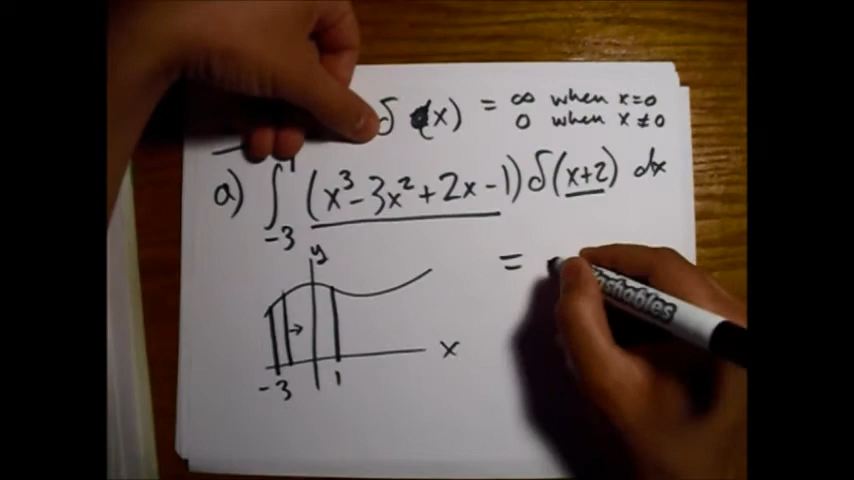 δ (x) = ∞ when x=0
0 when x ≠ 0
a) ∫ -3 1 (x³-3x²+2x-1) δ(x+2) dx
y
=
x
-3 1